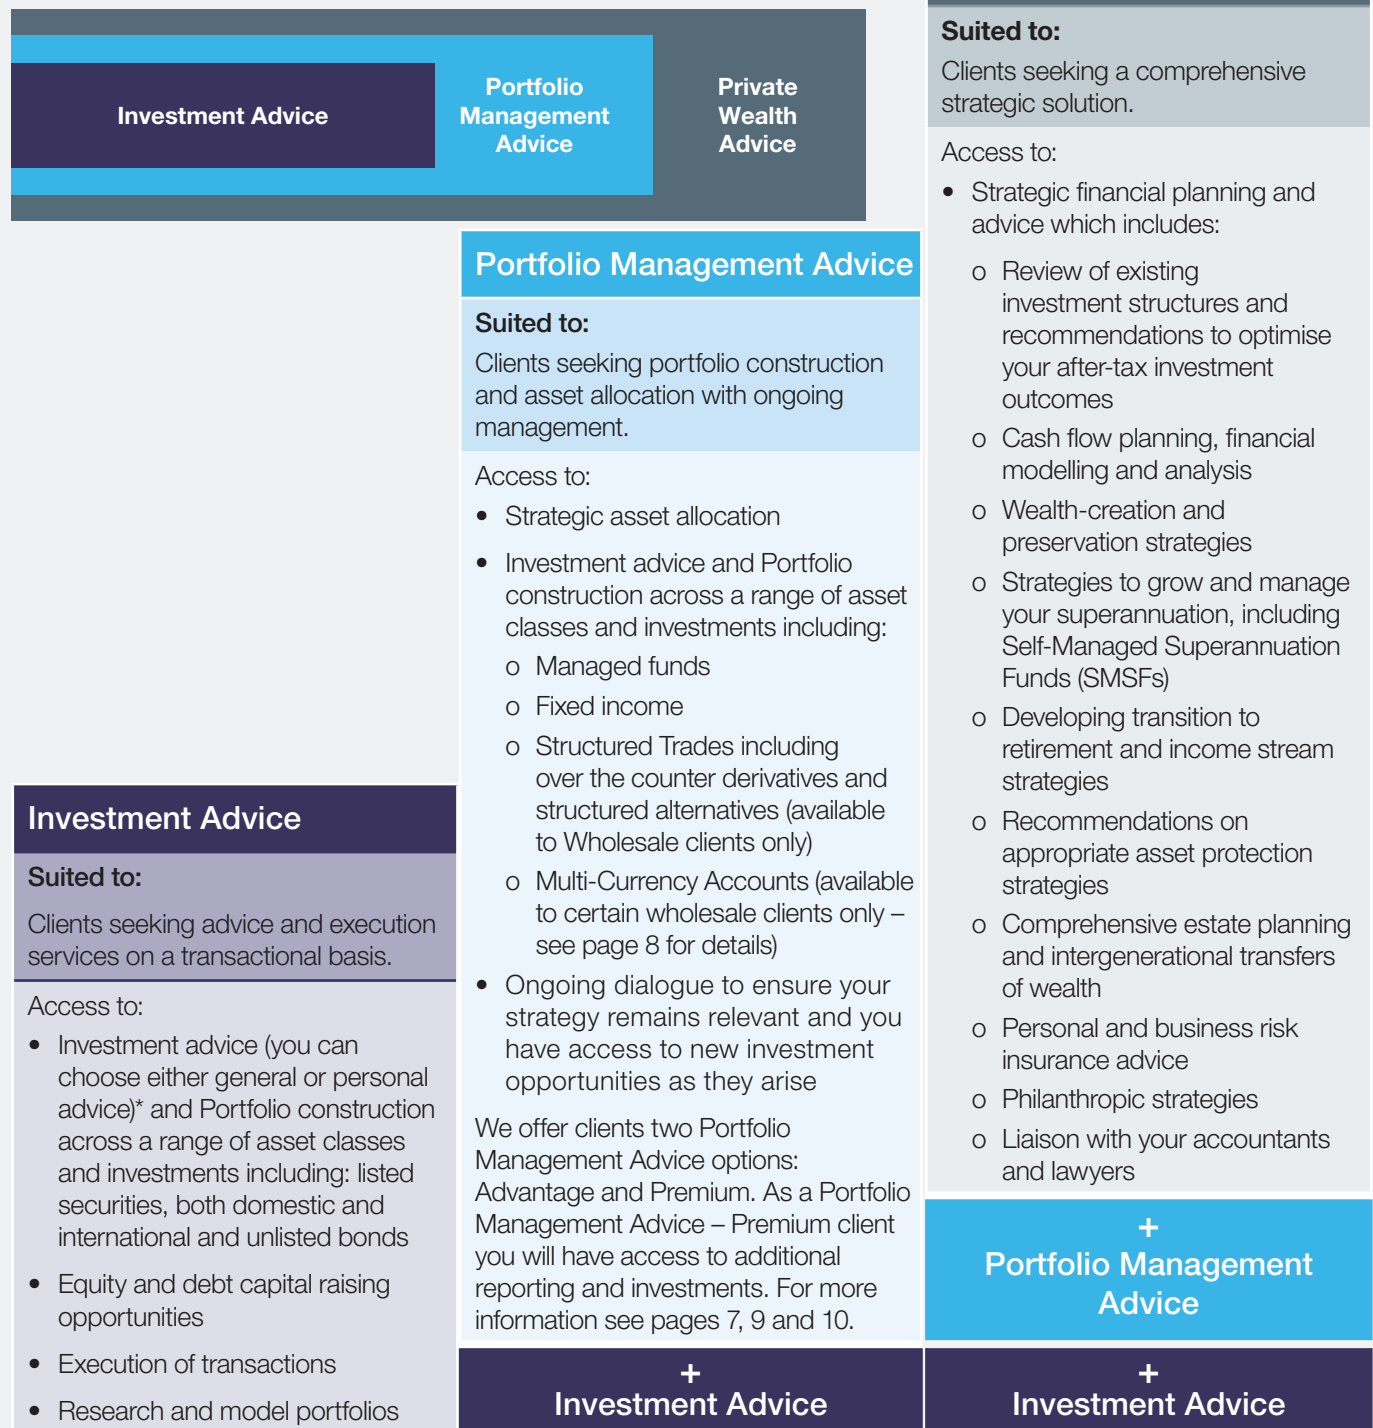 Investment Advice
Portfolio
Management
Advice
Private
Wealth
Advice
Investment Advice
Suited to:
Clients seeking advice and execution
services on a transactional basis.
Access to:
• Investment advice (you can
choose either general or personal
advice)* and Portfolio construction
across a range of asset classes
and investments including: listed
securities, both domestic and
international and unlisted bonds
• Equity and debt capital raising
opportunities
• Execution of transactions
• Research and model portfolios
Portfolio Management Advice
Suited to:
Clients seeking portfolio construction
and asset allocation with ongoing
management.
Access to:
• Strategic asset allocation
• Investment advice and Portfolio
construction across a range of asset
classes and investments including:
o Managed funds
o Fixed income
o Structured Trades including
over the counter derivatives and
structured alternatives (available
to Wholesale clients only)
o Multi-Currency Accounts (available
to certain wholesale clients only –
see page 8 for details)
• Ongoing dialogue to ensure your
strategy remains relevant and you
have access to new investment
opportunities as they arise
We offer clients two Portfolio
Management Advice options:
Advantage and Premium. As a Portfolio
Management Advice – Premium client
you will have access to additional
reporting and investments. For more
information see pages 7, 9 and 10.
+
Investment Advice
Suited to:
Clients seeking a comprehensive
strategic solution.
Access to:
• Strategic financial planning and
advice which includes:
o Review of existing
investment structures and
recommendations to optimise
your after-tax investment
outcomes
o Cash flow planning, financial
modelling and analysis
o Wealth-creation and
preservation strategies
o Strategies to grow and manage
your superannuation, including
Self-Managed Superannuation
Funds (SMSFs)
o Developing transition to
retirement and income stream
strategies
o Recommendations on
appropriate asset protection
strategies
o Comprehensive estate planning
and intergenerational transfers
of wealth
o Personal and business risk
insurance advice
o Philanthropic strategies
o Liaison with your accountants
and lawyers
+
Portfolio Management
Advice
+
Investment Advice